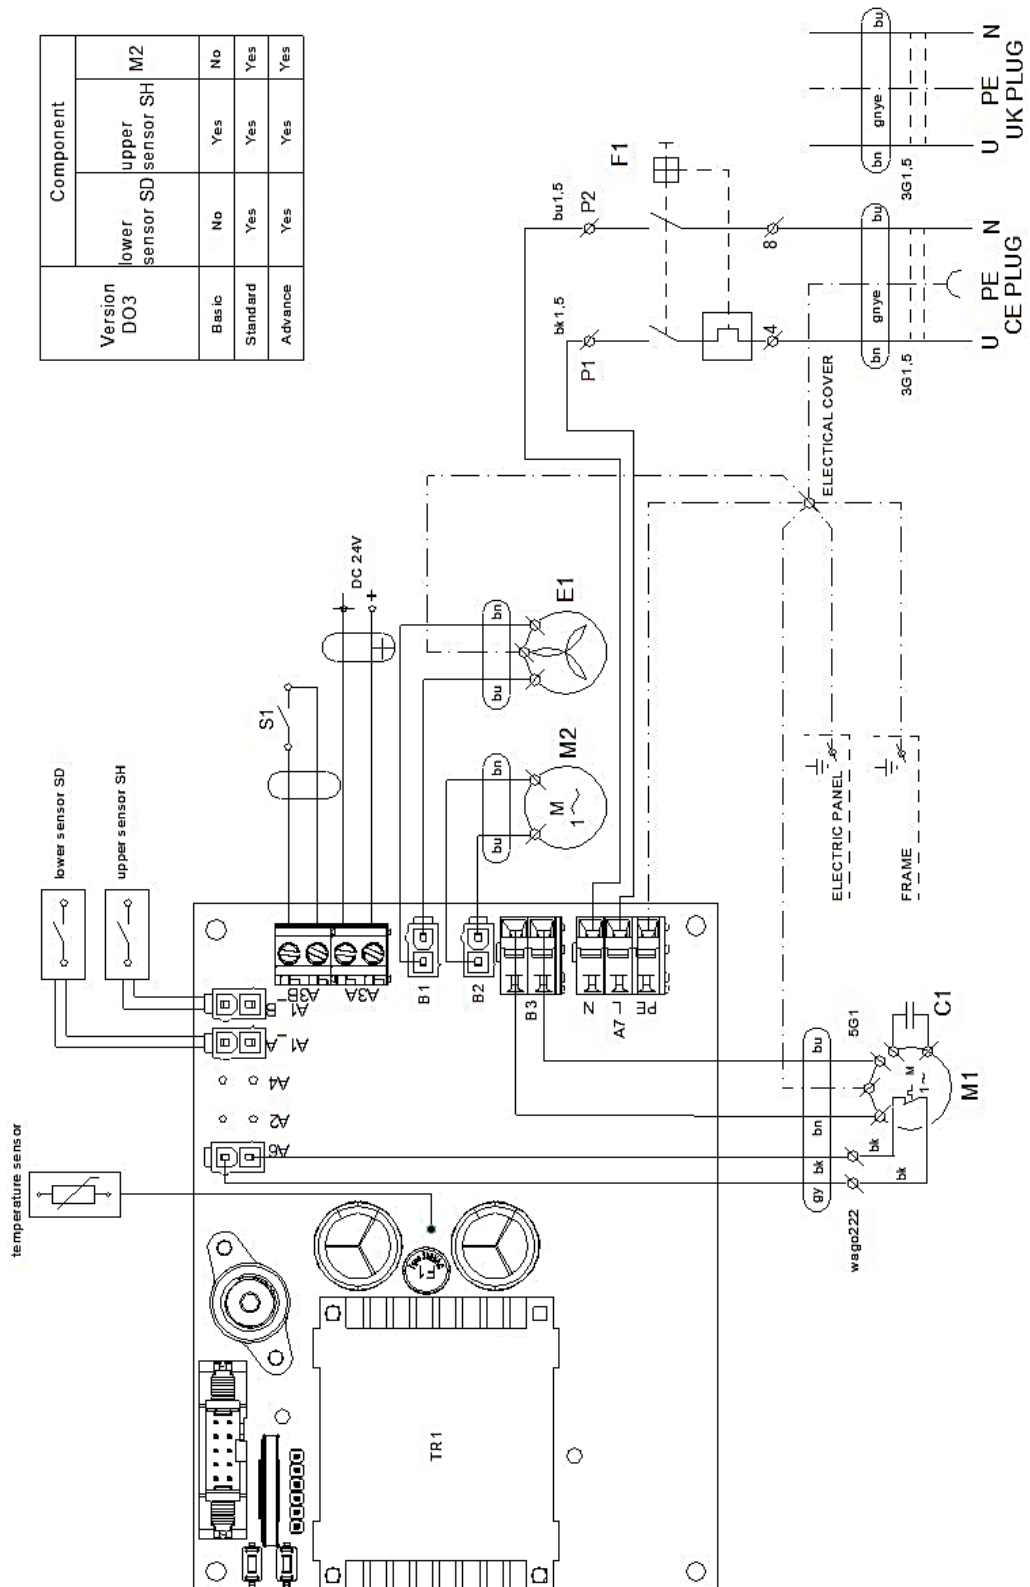 Component
Version
DO3
lower
sensor SD
upper
sensor SH
M2
Basic
No
Yes
No
Standard
Yes
Yes
Yes
Advance
Yes
Yes
Yes
temperature sensor
lower sensor SD
upper sensor SH
S1
DC 24V
+
bu1,5
P2
bk1,5
P1
F1
8
4
bn
gnye
bu
3G1,5
U
PE
N
CE PLUG
bn
gnye
bu
3G1,5
U
PE
N
UK PLUG
ELECTICAL COVER
bu
bn
E1
bu
bn
M2
M
1~
A6
A2
A4
A1_A
A1_B
A3B
A3A
B1
B2
B3
N
L
PE
A7
ELECTRIC PANEL
FRAME
gy
bk
bn
bu
5G1
bk
bk
wago222
M
1~
C1
M1
F1
TR1